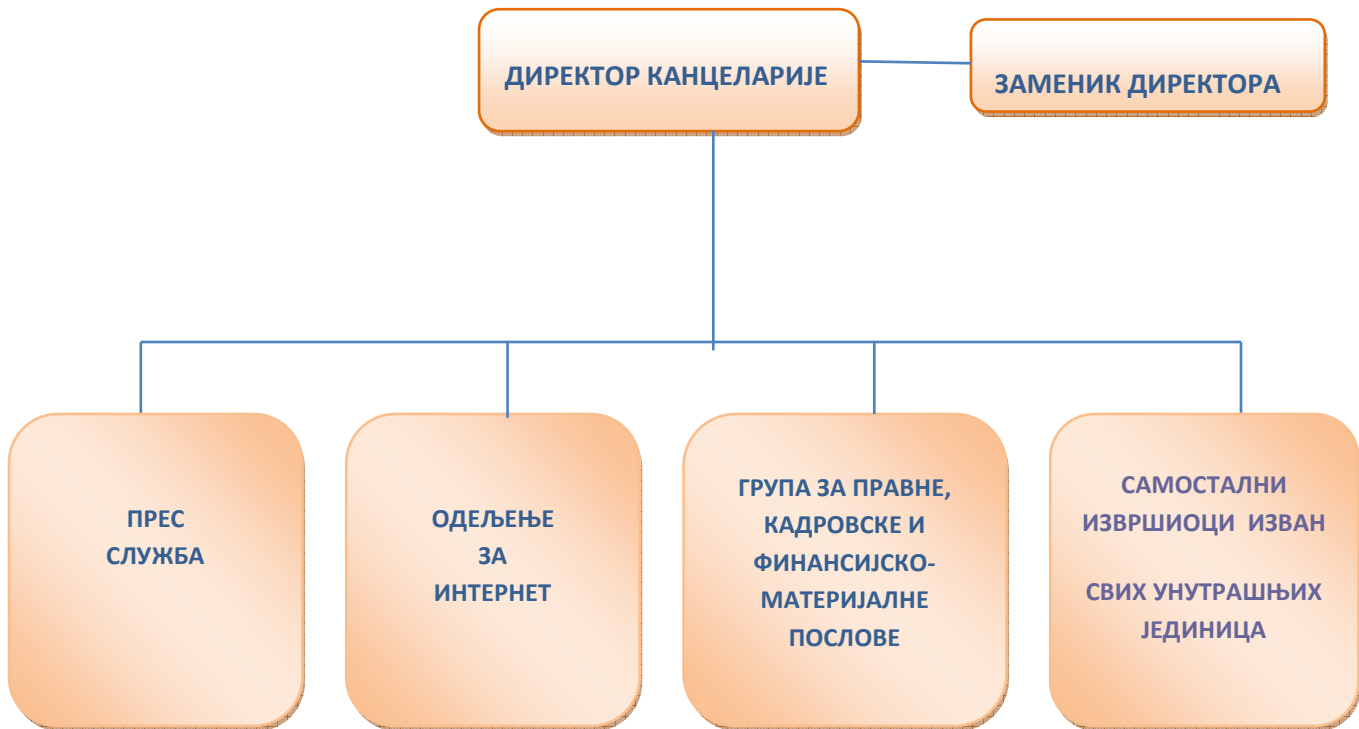 ДИРЕКТОР КАНЦЕЛАРИЈЕ
ЗАМЕНИК ДИРЕКТОРА
ПРЕС
СЛУЖБА
ОДЕЉЕЊЕ
ЗА
ИНТЕРНЕТ
ГРУПА ЗА ПРАВНЕ,
КАДРОВСКЕ И
ФИНАНСИЈСКО-
МАТЕРИЈАЛНЕ
ПОСЛОВЕ
САМОСТАЛНИ
ИЗВРШИОЦИ ИЗВАН
СВИХ УНУТРАШЊИХ
ЈЕДИНИЦА